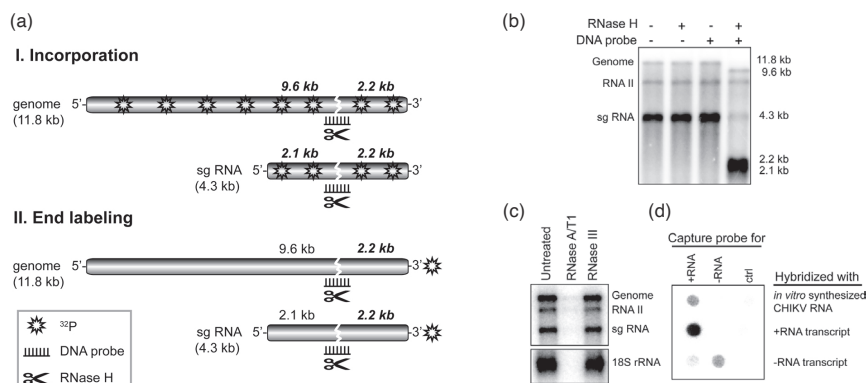 (a)
I. Incorporation
9.6 kb 2.2 kb
genome 5'- -3'
(11.8 kb)
2.1 kb 2.2 kb
sg RNA 5'- -3'
(4.3 kb)
II. End labeling
9.6 kb 2.2 kb
genome 5'- -3'
(11.8 kb)
2.1 kb 2.2 kb
sg RNA 5'- -3'
(4.3 kb)
32P
DNA probe
RNase H
(b)
RNase H - + - +
DNA probe - - + +
Genome 11.8 kb
9.6 kb
RNA II
sg RNA 4.3 kb
2.2 kb
2.1 kb
(c)
Untreated
RNase A/T1
RNase III
Genome
RNA II
sg RNA
18S rRNA
(d)
Capture probe for
+RNA
-RNA
ctrl
Hybridized with
in vitro synthesized
CHIKV RNA
+RNA transcript
-RNA transcript